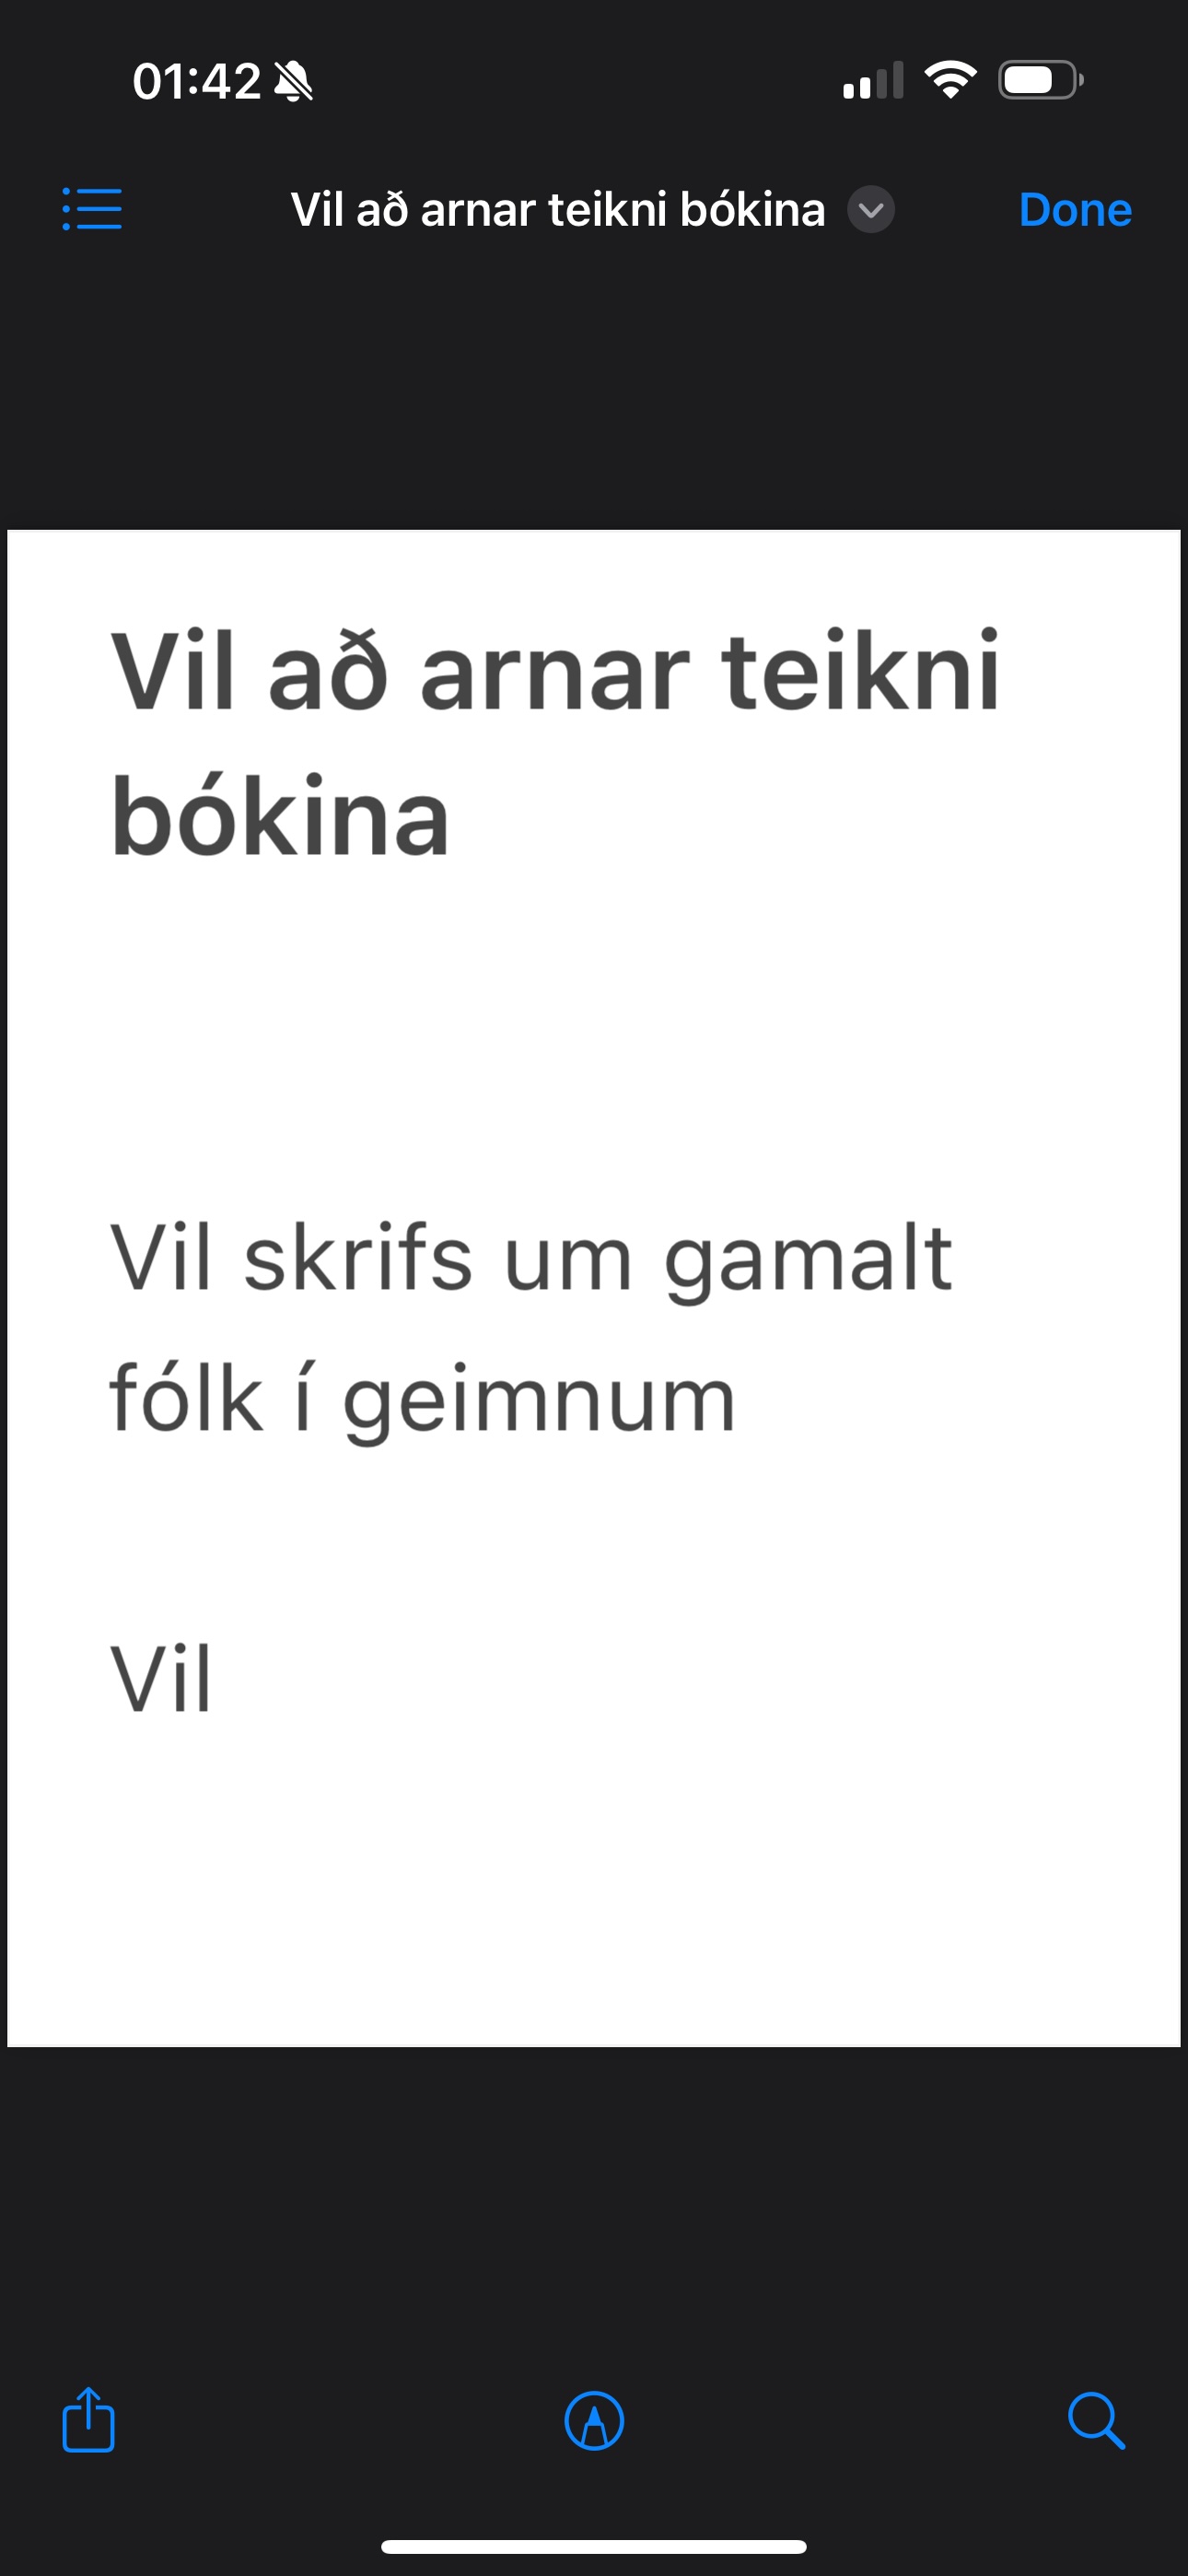 01:42
Vil að arnar teikni bókina
Done
Vil að arnar teikni
bókina
Vil skrifs um gamalt
fólk í geimnum
Vil